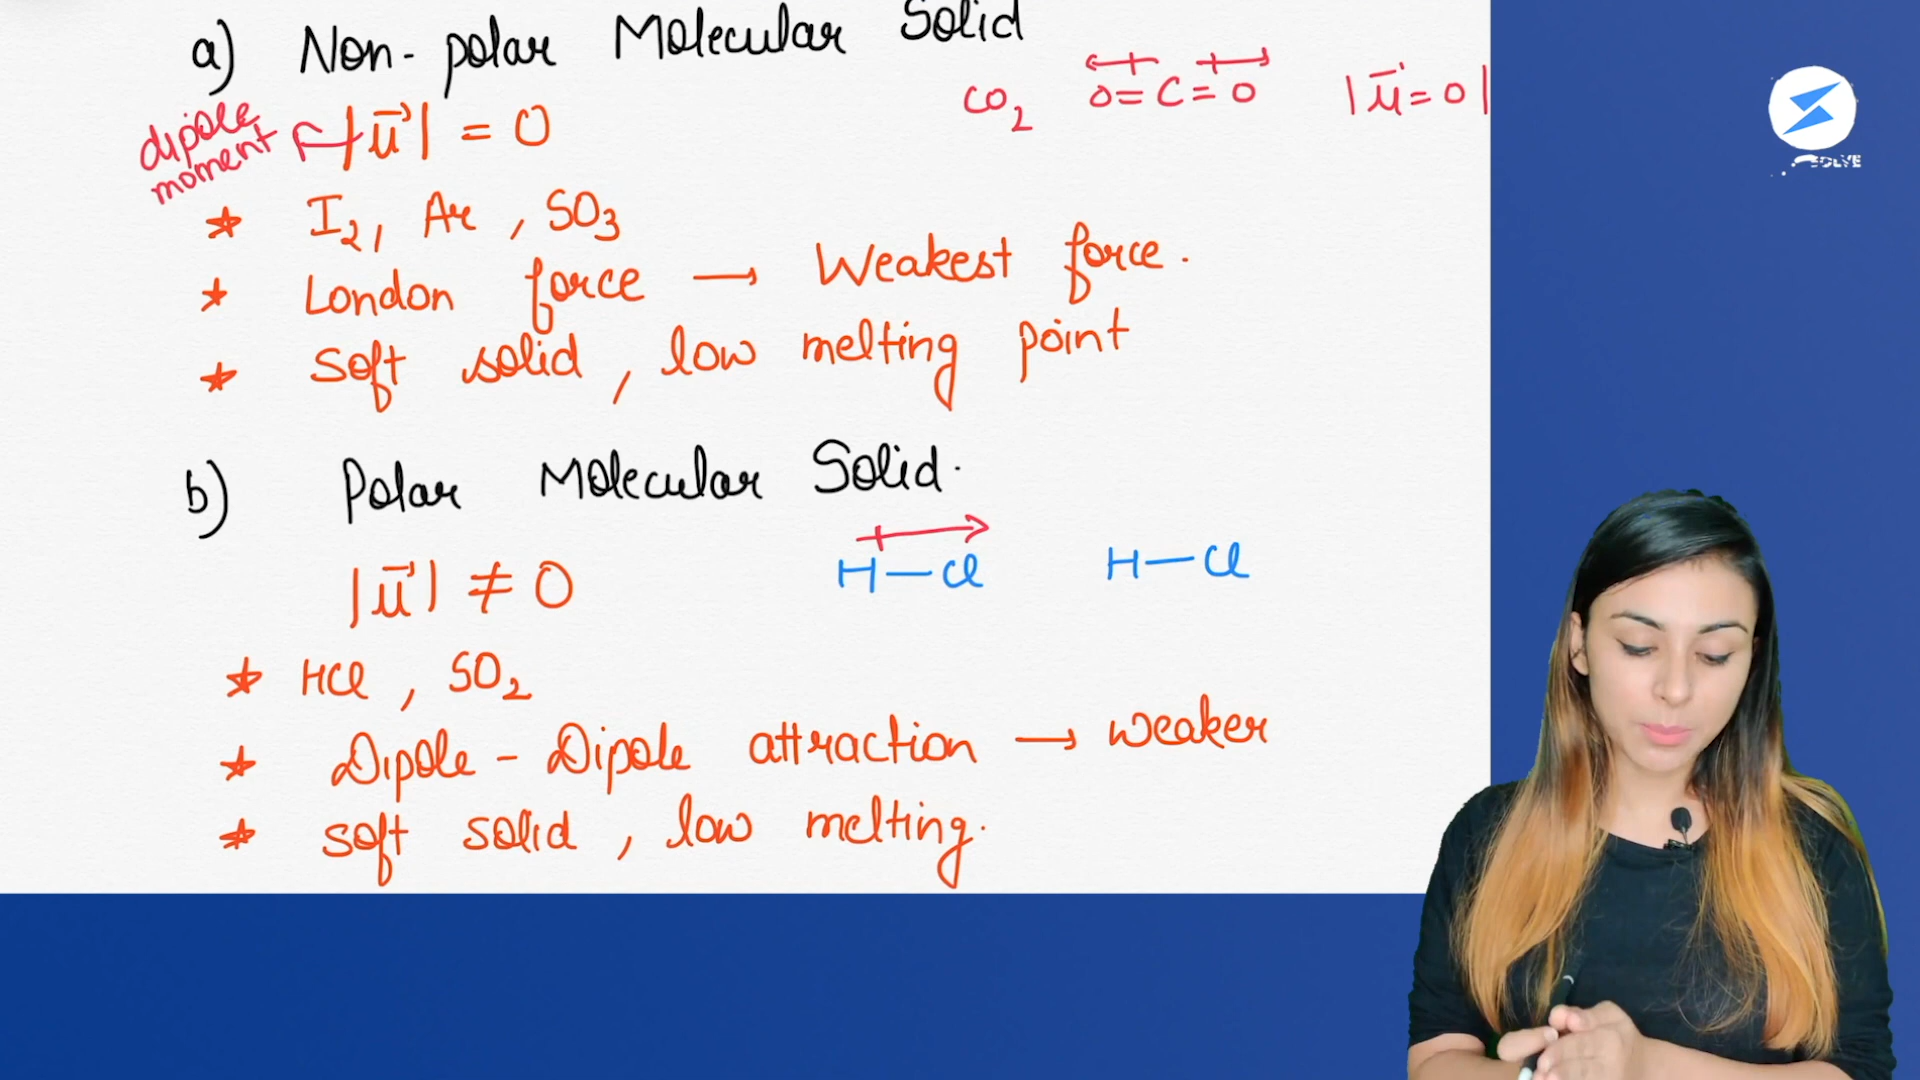 a) Non-polar Molecular Solid
CO2 O=C=O |μ⃗=0|
dipole moment |μ⃗| = 0
★ I2, Ar, SO3
★ London force → Weakest force.
★ Soft solid, low melting point
b) Polar Molecular Solid.
H—Cl H—Cl
|μ⃗| ≠ 0
★ HCl, SO2
★ Dipole - Dipole attraction → weaker
★ soft solid, low melting.